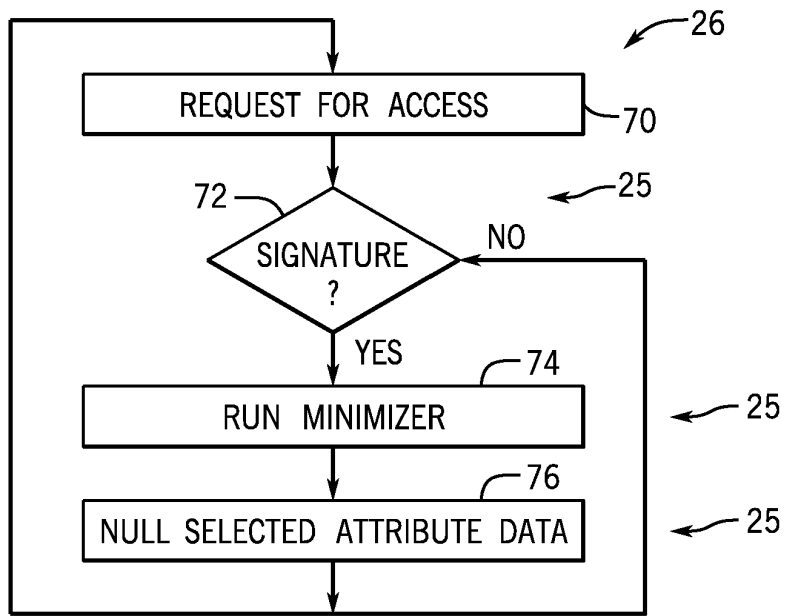 26
REQUEST FOR ACCESS
70
72
25
SIGNATURE
?
NO
YES
74
RUN MINIMIZER
25
76
NULL SELECTED ATTRIBUTE DATA
25